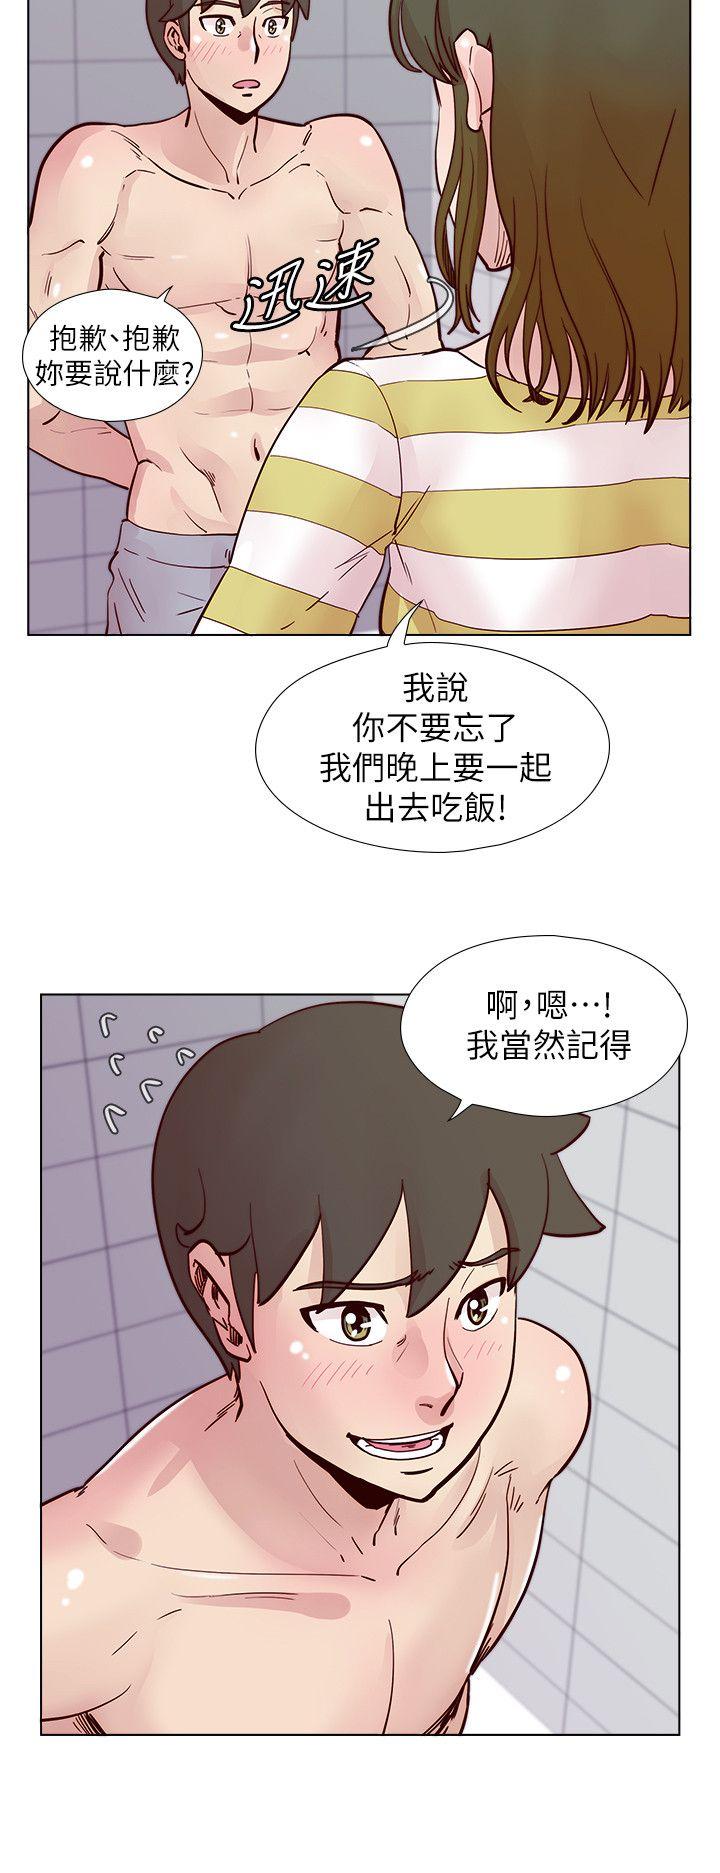 迅速
抱歉、抱歉
妳要說什麼?
我說
你不要忘了
我們晚上要一起
出去吃飯!
啊,嗯…!
我當然記得